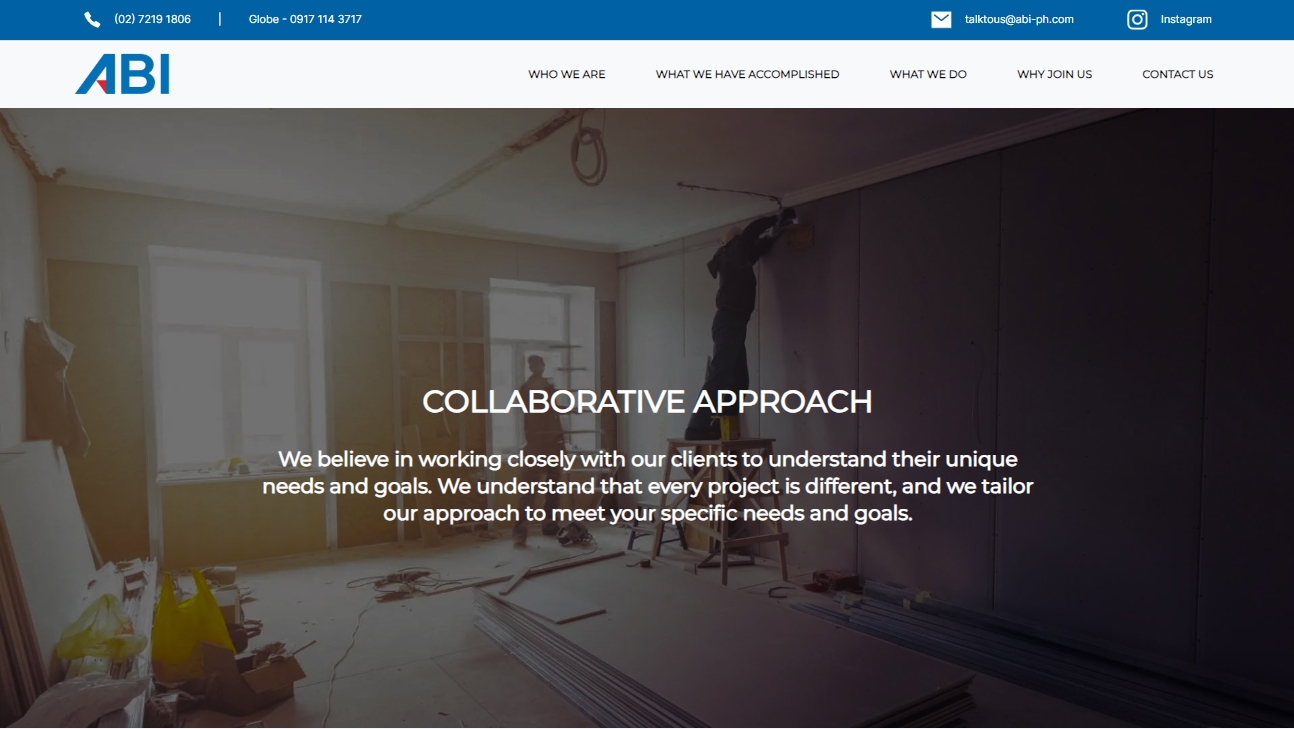 (02) 7219 1806 | Globe - 0917 114 3717 talktous@abi-ph.com Instagram
ABI WHO WE ARE WHAT WE HAVE ACCOMPLISHED WHAT WE DO WHY JOIN US CONTACT US
COLLABORATIVE APPROACH
We believe in working closely with our clients to understand their unique
needs and goals. We understand that every project is different, and we tailor
our approach to meet your specific needs and goals.